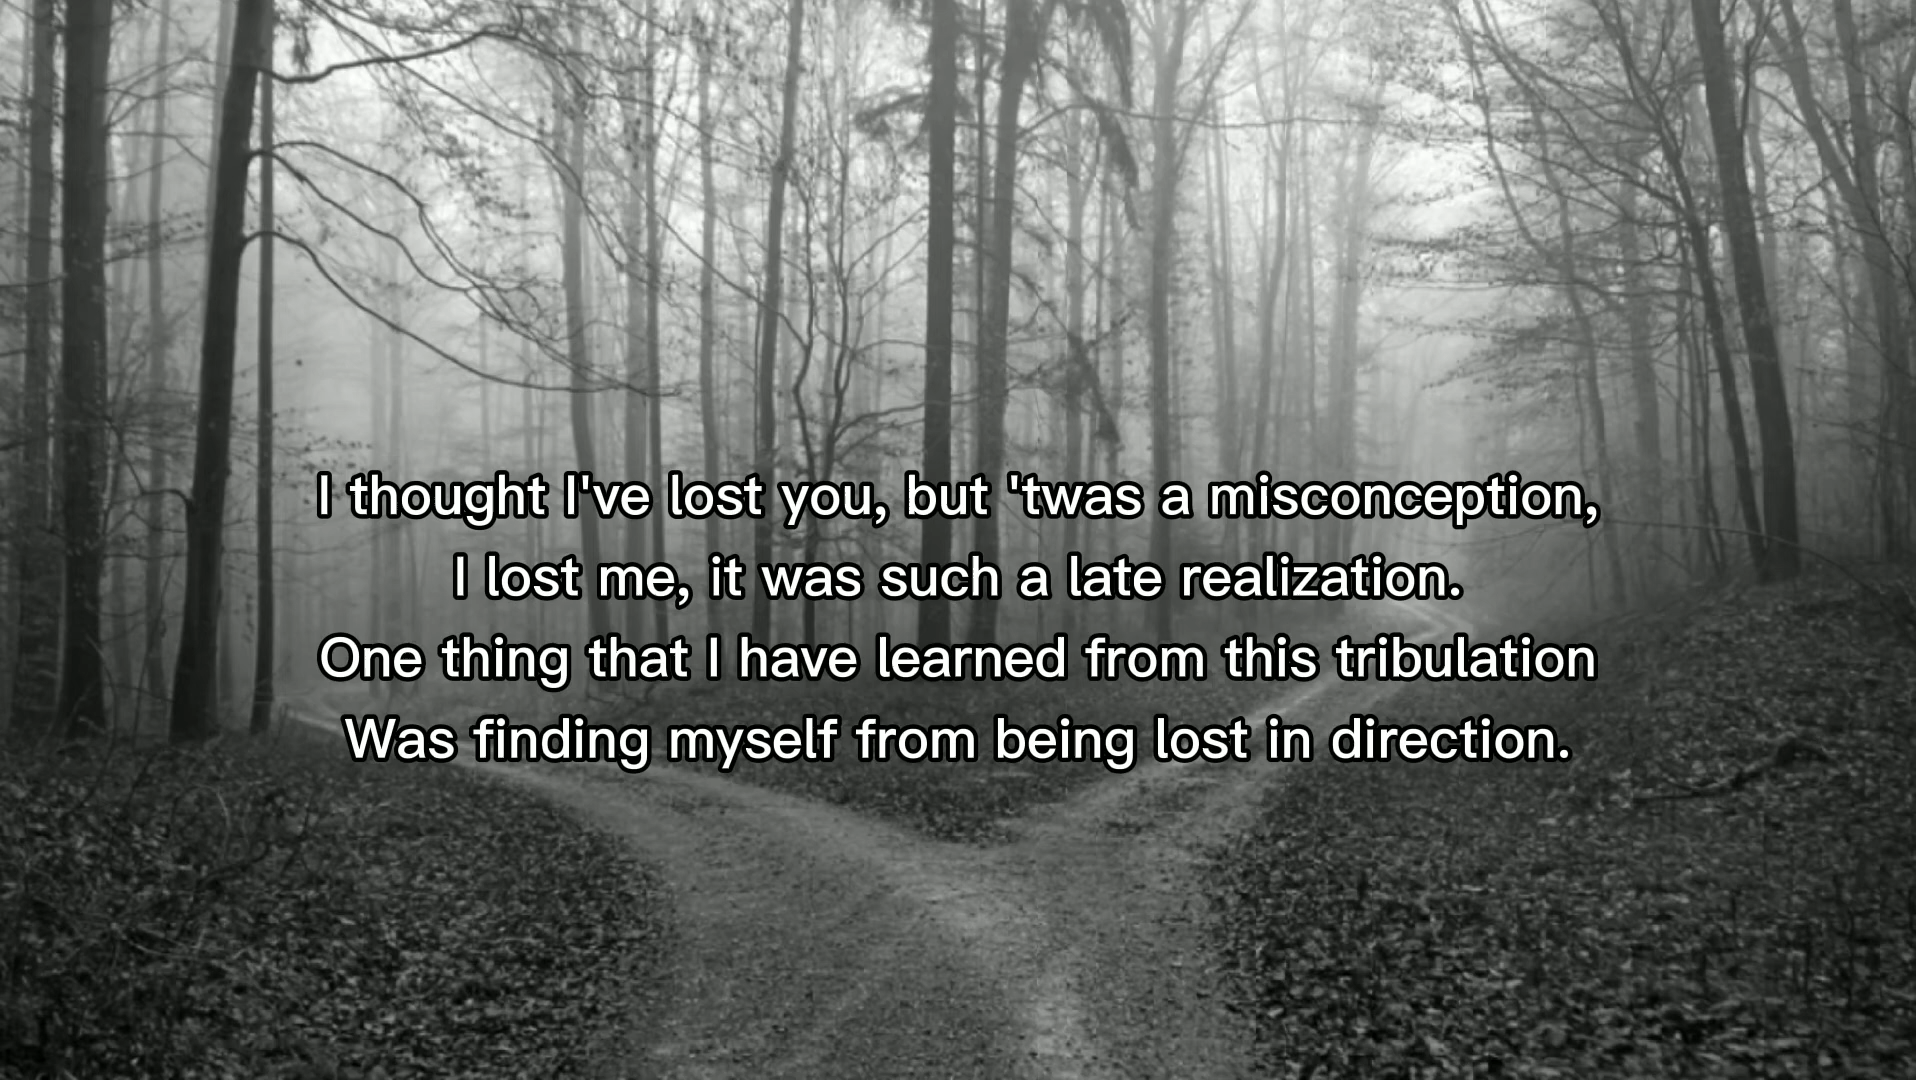 I thought I've lost you, but 'twas a misconception,
I lost me, it was such a late realization.
One thing that I have learned from this tribulation
Was finding myself from being lost in direction.